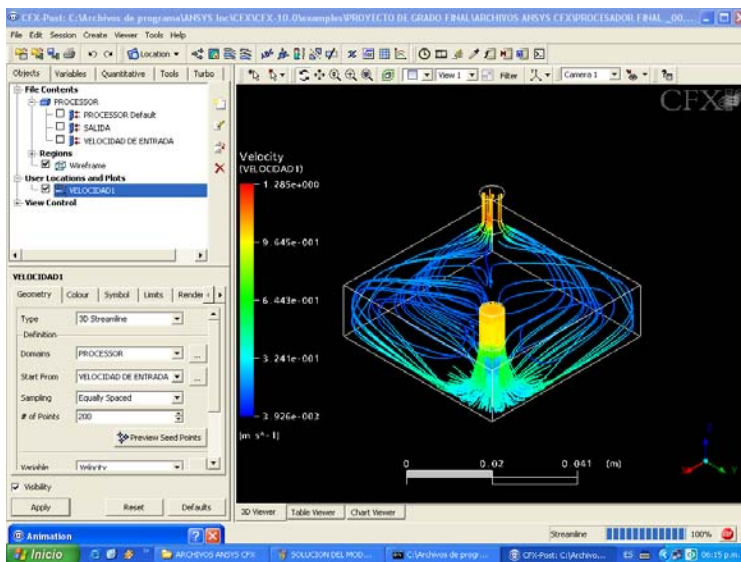 CFX-Post: C:\Archivos de programa\ANSYS Inc\CFX\CFX-10.0\examples\PROYECTO DE GRADO FINAL\ARCHIVOS ANSYS CFX\PROCESADOR FINAL _00...
File Edit Session Create Viewer Tools Help
Location
Objects Variables Quantitative Tools Turbo
View 1 Filter Camera 1
File Contents
PROCESSOR
PROCESSOR Default
SALIDA
VELOCIDAD DE ENTRADA
Regions
Wireframe
User Locations and Plots
VELOCIDAD1
View Control
CFX
Velocity
(VELOCIDAD1)
1.285e+000
9.645e-001
6.443e-001
3.241e-001
3.926e-003
[m s^-1]
0 0.02 0.041 (m)
VELOCIDAD1
Geometry Colour Symbol Limits Render
Type 3D Streamline
Definition
Domains PROCESSOR ...
Start From VELOCIDAD DE ENTRADA ...
Sampling Equally Spaced
# of Points 200
Preview Seed Points
Variable Velocity
Visibility
Apply Reset Defaults
3D Viewer Table Viewer Chart Viewer
Animation
Streamline 100%
Inicio ARCHIVOS ANSYS CFX SOLUCION DEL MOD... C:\Archivos de progr... CFX-Post: C:\Archivo... ES 06:15 p.m.